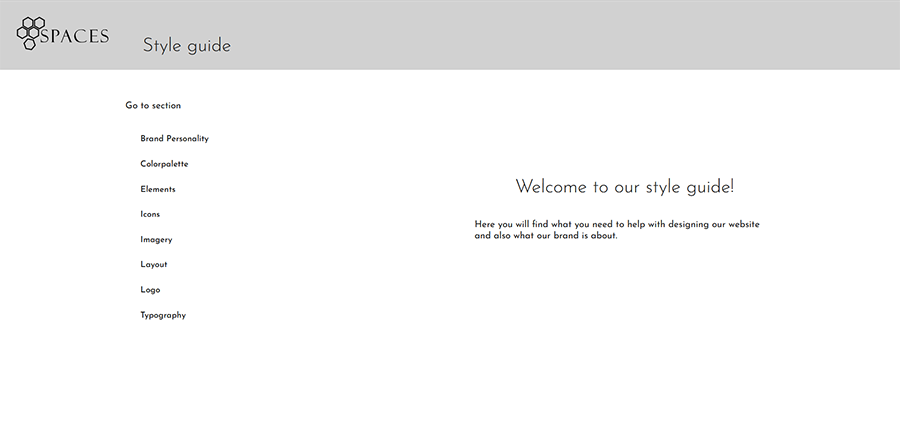 SPACES
Style guide
Go to section
Brand Personality
Colorpalette
Elements
Icons
Imagery
Layout
Logo
Typography
Welcome to our style guide!
Here you will find what you need to help with designing our website
and also what our brand is about.